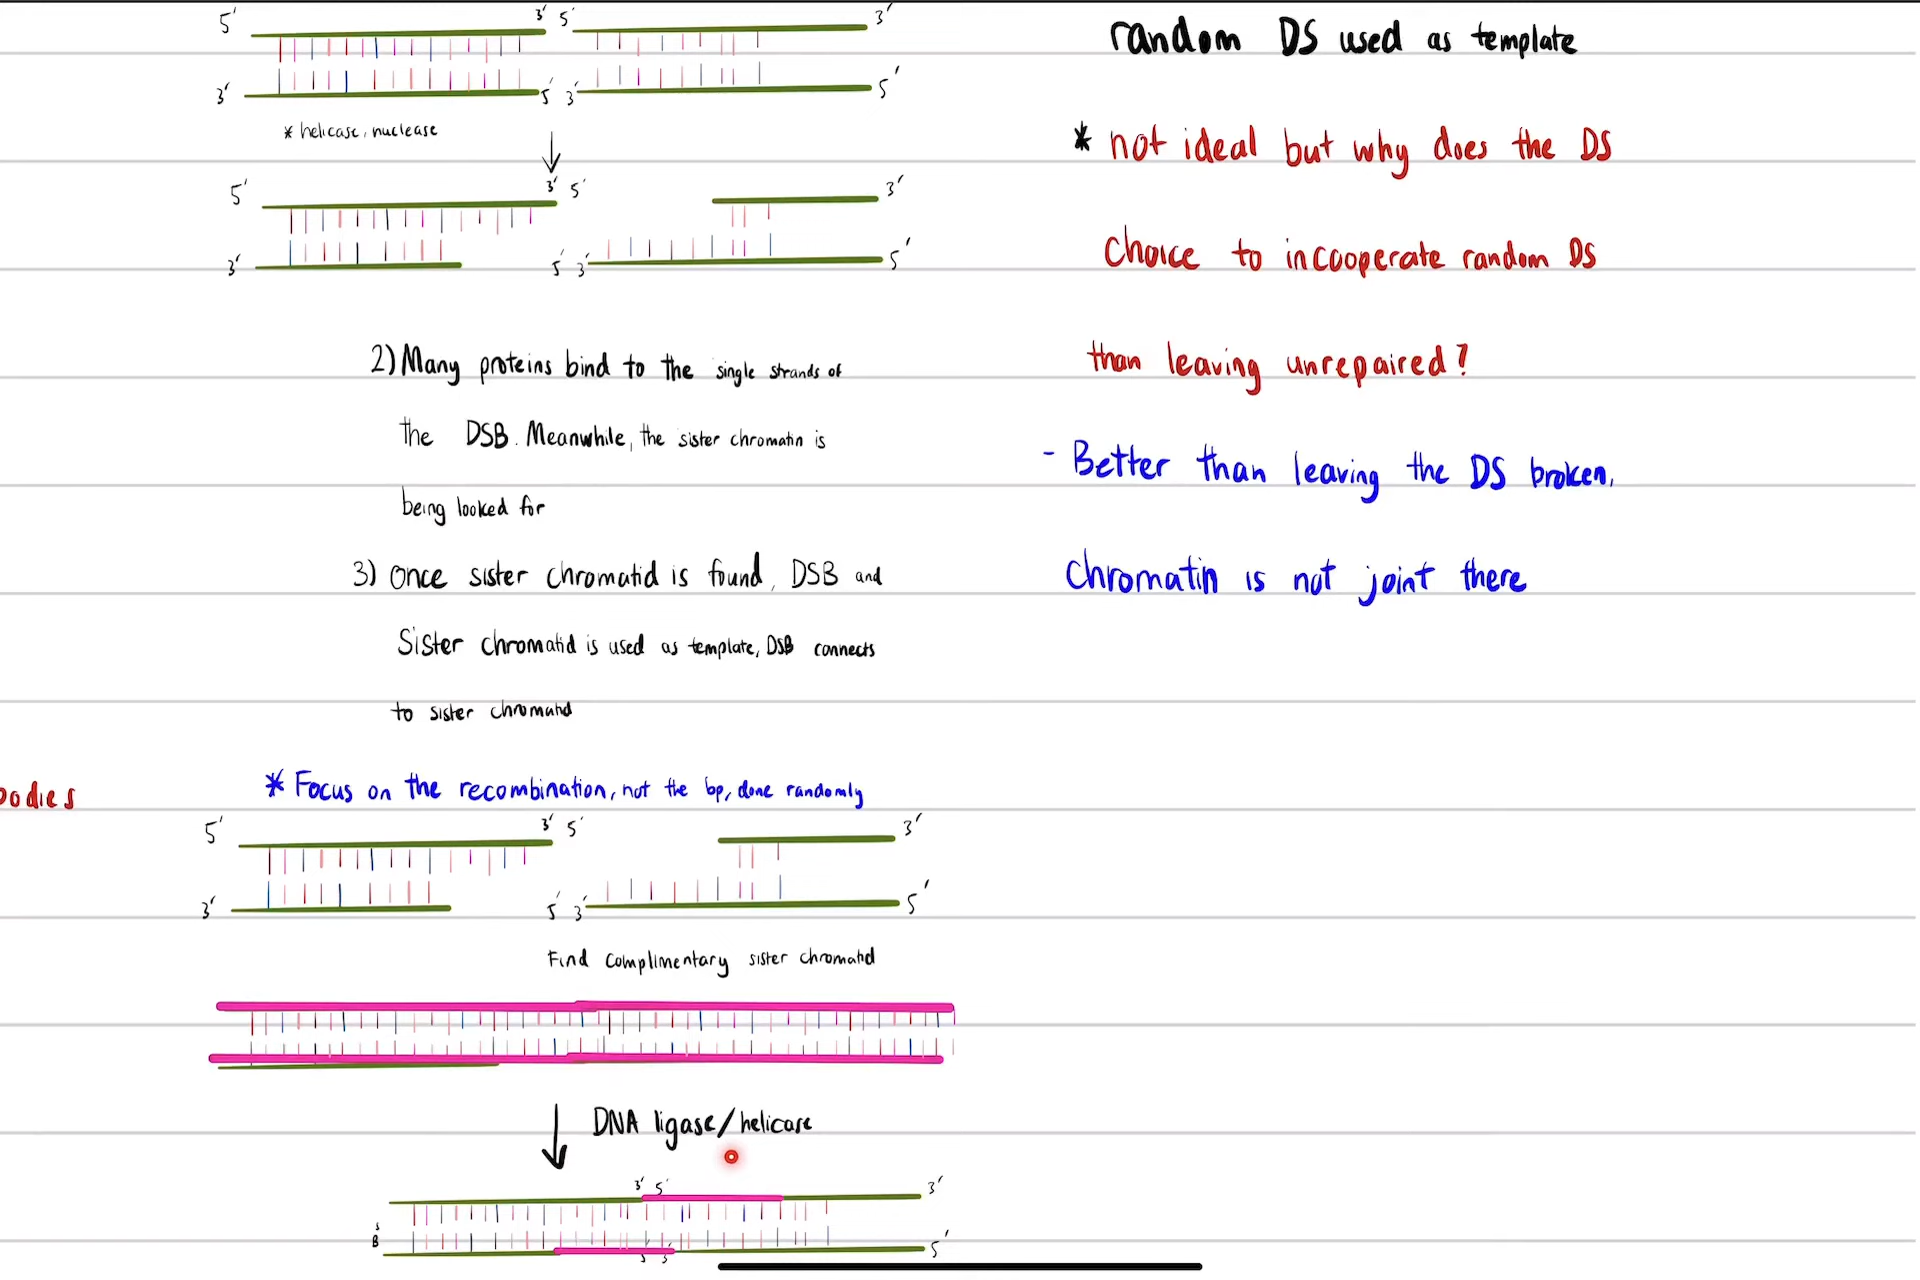 5' 3' 5' 3'
3' 5' 3' 5'
* helicase, nuclease
5' 3' 5' 3'
3' 5' 3' 5'
2) Many proteins bind to the single strands of
the DSB. Meanwhile, the sister chromatin is
being looked for
3) Once sister chromatid is found, DSB and
Sister chromatid is used as template, DSB connects
to sister chromatid
oodies
* Focus on the recombination, not the bp, done randomly
5' 3' 5' 3'
3' 5' 3' 5'
Find complimentary sister chromatid
DNA ligase/helicase
3' 5' 3'
5'
random DS used as template
* not ideal but why does the DS
choice to incooperate random DS
than leaving unrepaired?
- Better than leaving the DS broken,
Chromatin is not joint there